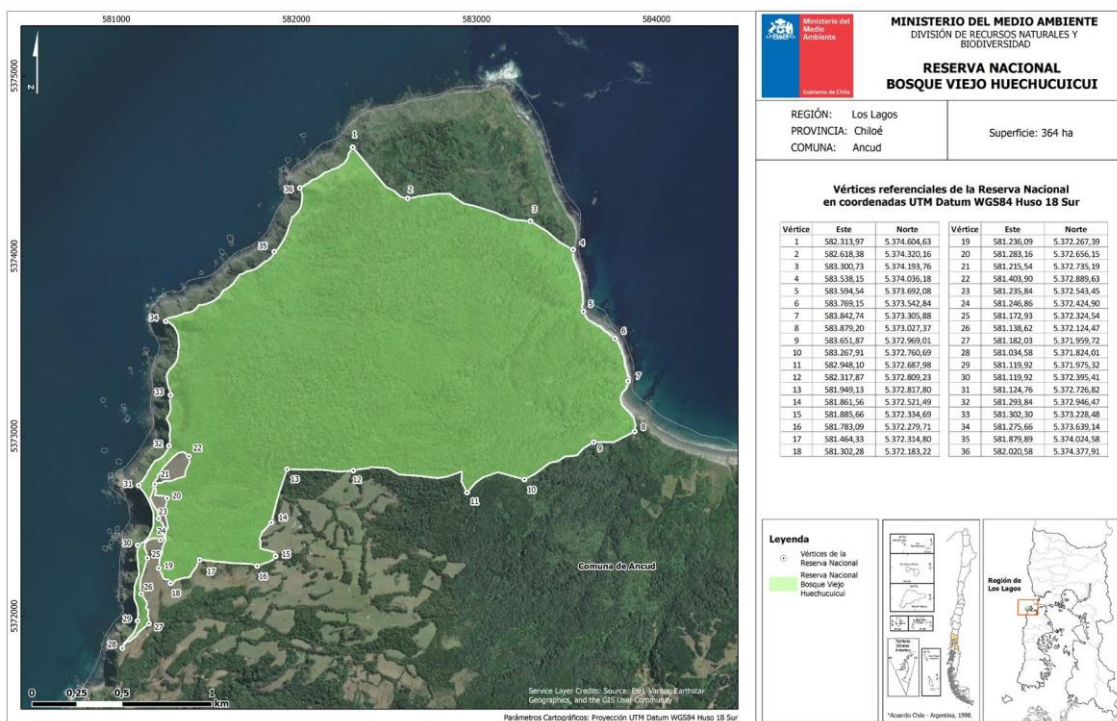 581000
582000
583000
584000
5375000
5374000
5373000
5372000
1
2
3
4
5
6
7
8
9
10
11
12
13
14
15
16
17
18
19
20
21
22
23
24
25
26
27
28
29
30
31
32
33
34
35
36
Comuna de Ancud
0 0,25 0,5 1
km
Service Layer Credits: Source: Esri, Vantor, Earthstar
Geographics, and the GIS User Community
Parámetros Cartográficos: Proyección UTM Datum WGS84 Huso 18 Sur
Ministerio del
Medio
Ambiente
Gobierno de Chile
MINISTERIO DEL MEDIO AMBIENTE
DIVISIÓN DE RECURSOS NATURALES Y
BIODIVERSIDAD
RESERVA NACIONAL
BOSQUE VIEJO HUECHUCUICUI
REGIÓN: Los Lagos
PROVINCIA: Chiloé
COMUNA: Ancud
Superficie: 364 ha
Vértices referenciales de la Reserva Nacional
en coordenadas UTM Datum WGS84 Huso 18 Sur
Vértice Este Norte Vértice Este Norte
1 582.313,97 5.374.604,63 19 581.236,09 5.372.267,39
2 582.618,38 5.374.320,16 20 581.283,16 5.372.656,15
3 583.300,73 5.374.193,76 21 581.215,54 5.372.735,19
4 583.538,15 5.374.036,18 22 581.403,90 5.372.889,63
5 583.594,54 5.373.692,08 23 581.235,84 5.372.543,45
6 583.769,15 5.373.542,84 24 581.246,86 5.372.424,90
7 583.842,74 5.373.305,88 25 581.172,93 5.372.324,54
8 583.879,20 5.373.027,37 26 581.138,62 5.372.124,47
9 583.651,87 5.372.969,01 27 581.182,03 5.371.959,72
10 583.267,91 5.372.760,69 28 581.034,58 5.371.824,01
11 582.948,10 5.372.687,98 29 581.119,92 5.371.975,32
12 582.317,87 5.372.809,23 30 581.119,92 5.372.395,41
13 581.949,13 5.372.817,80 31 581.124,76 5.372.726,82
14 581.861,56 5.372.521,49 32 581.293,84 5.372.946,47
15 581.885,66 5.372.334,69 33 581.302,30 5.373.228,48
16 581.783,09 5.372.279,71 34 581.275,66 5.373.639,14
17 581.464,33 5.372.314,80 35 581.879,89 5.374.024,58
18 581.302,28 5.372.183,22 36 582.020,58 5.374.377,91
Leyenda
Vértices de la
Reserva Nacional
Reserva Nacional
Bosque Viejo
Huechucuicui
Región de
Los Lagos
*Acuerdo Chile - Argentina, 1998.